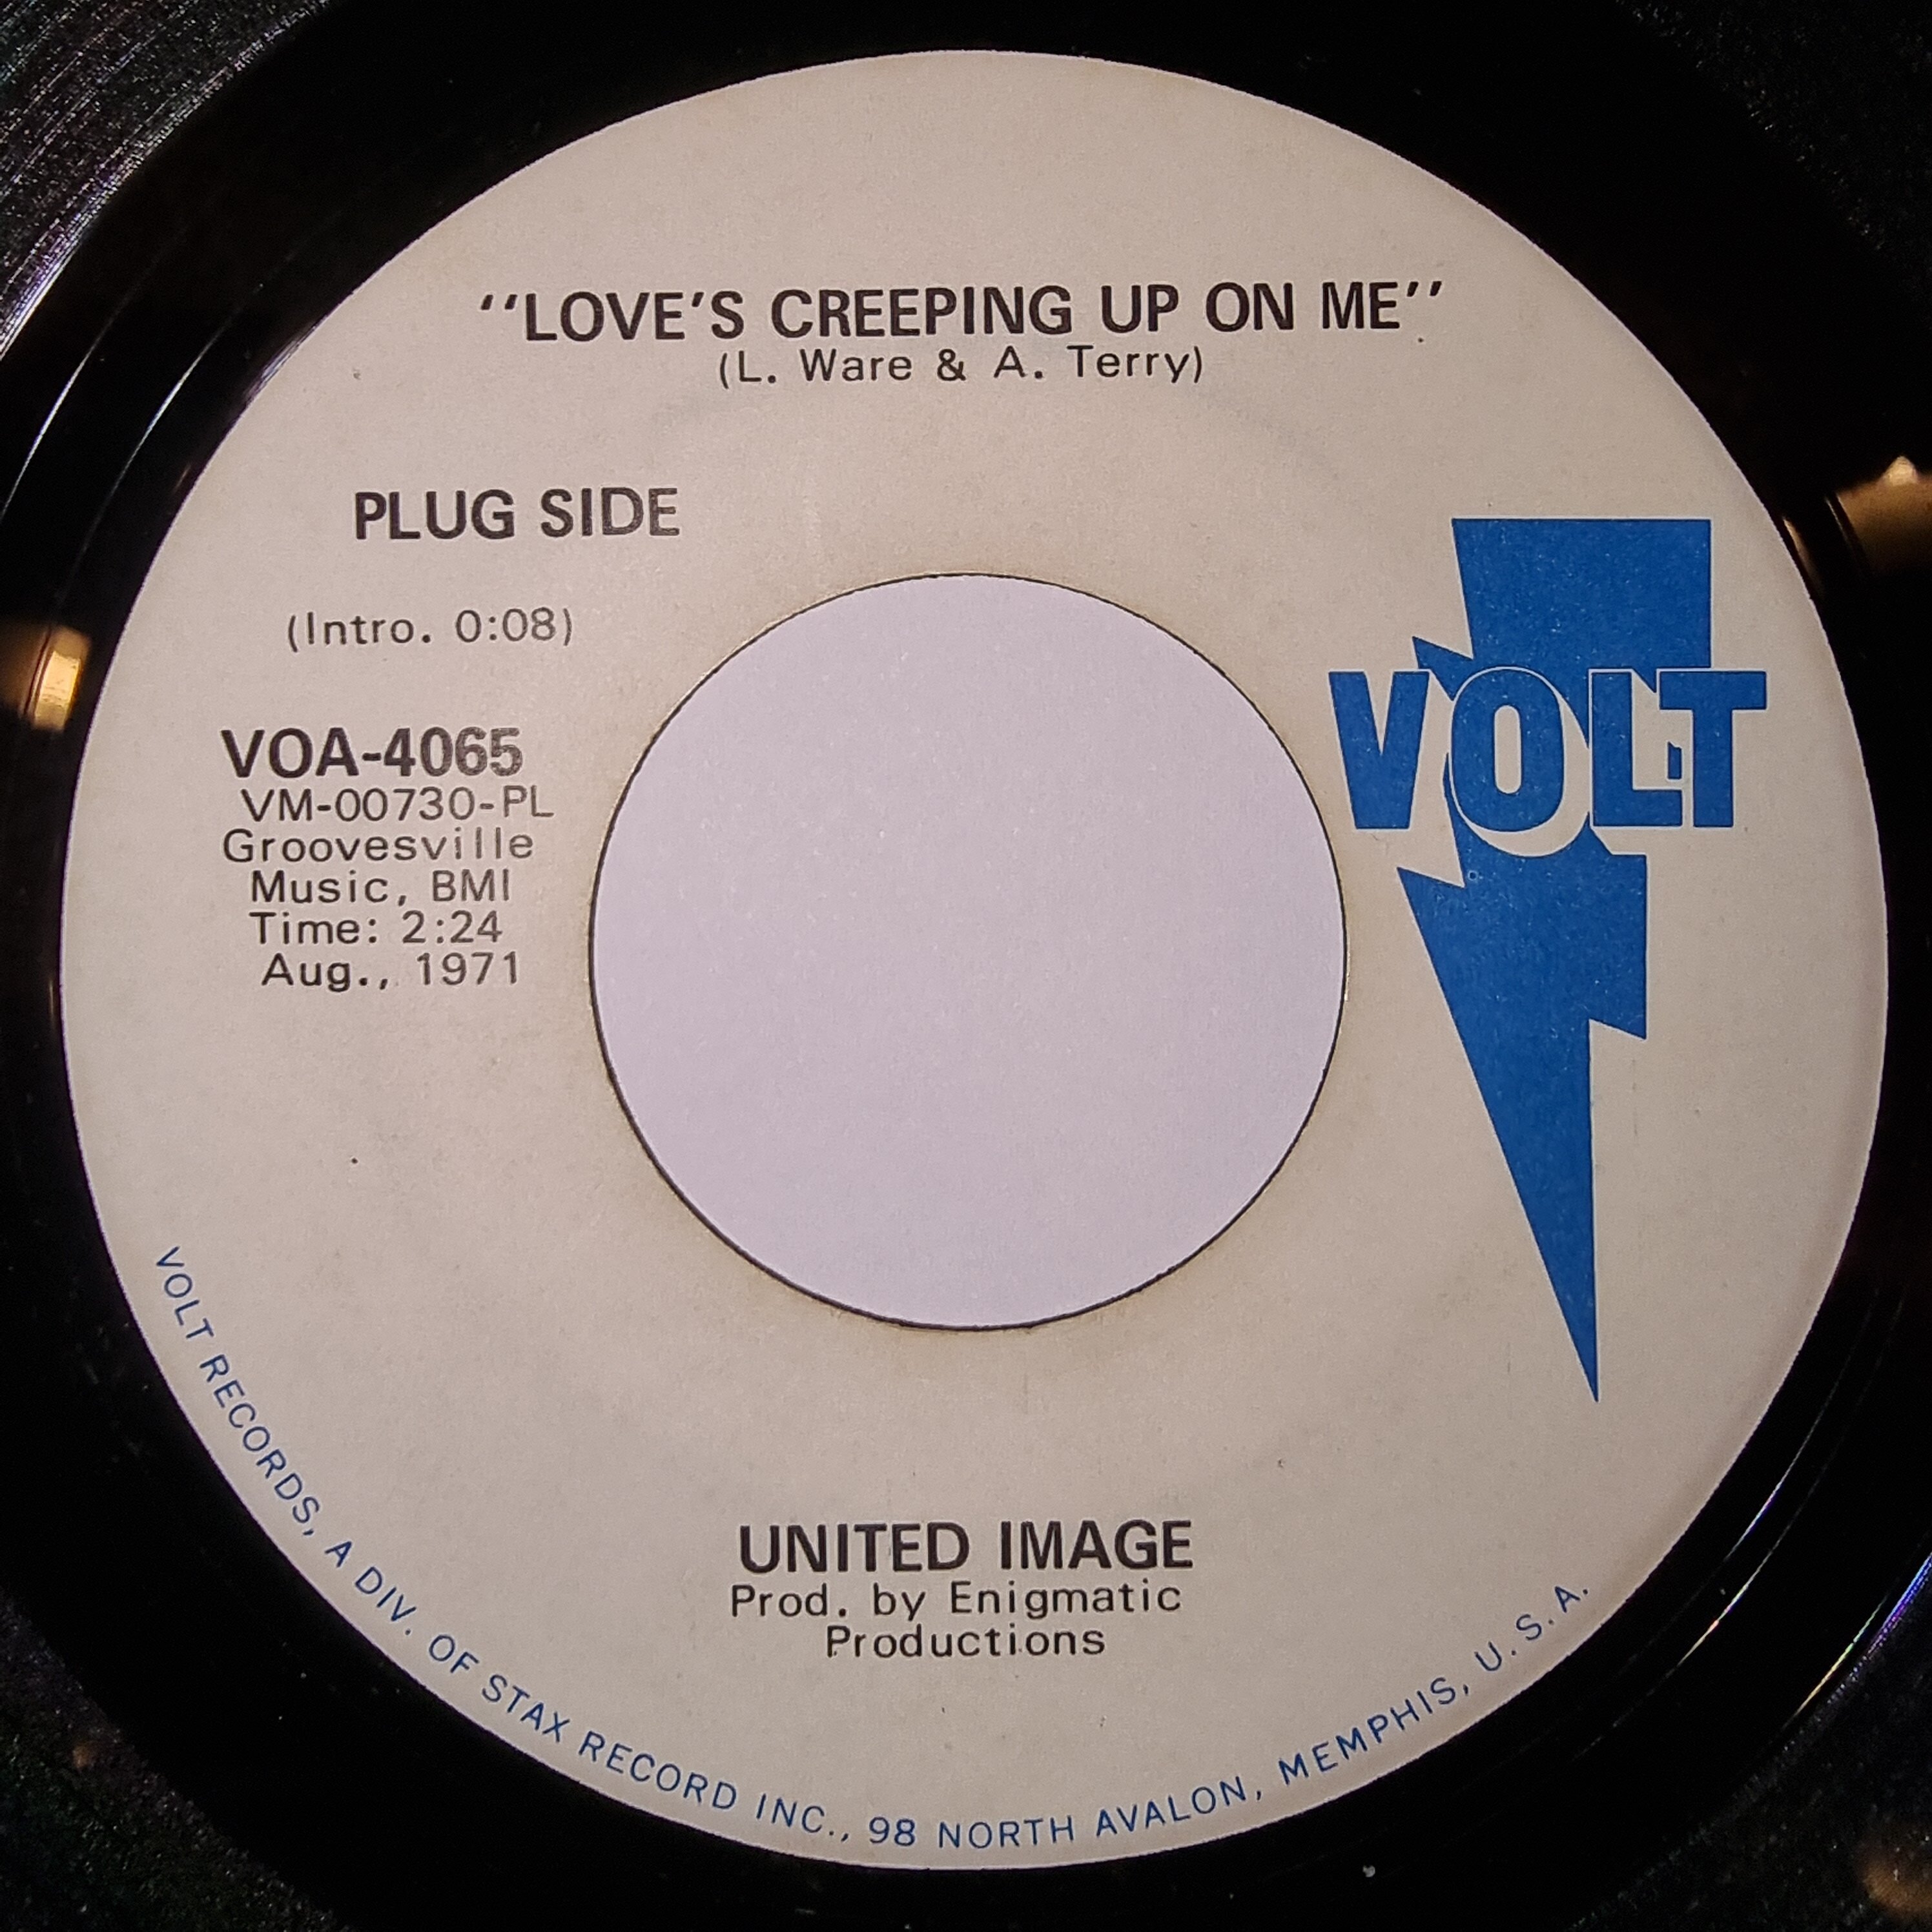 "LOVE'S CREEPING UP ON ME"
(L. Ware & A. Terry)
PLUG SIDE
(Intro. 0:08)
VOA-4065
VM-00730-PL
Groovesville
Music, BMI
Time: 2:24
Aug., 1971
VOLT
UNITED IMAGE
Prod. by Enigmatic
Productions
VOLT RECORDS, A DIV. OF STAX RECORD INC., 98 NORTH AVALON, MEMPHIS, U.S.A.